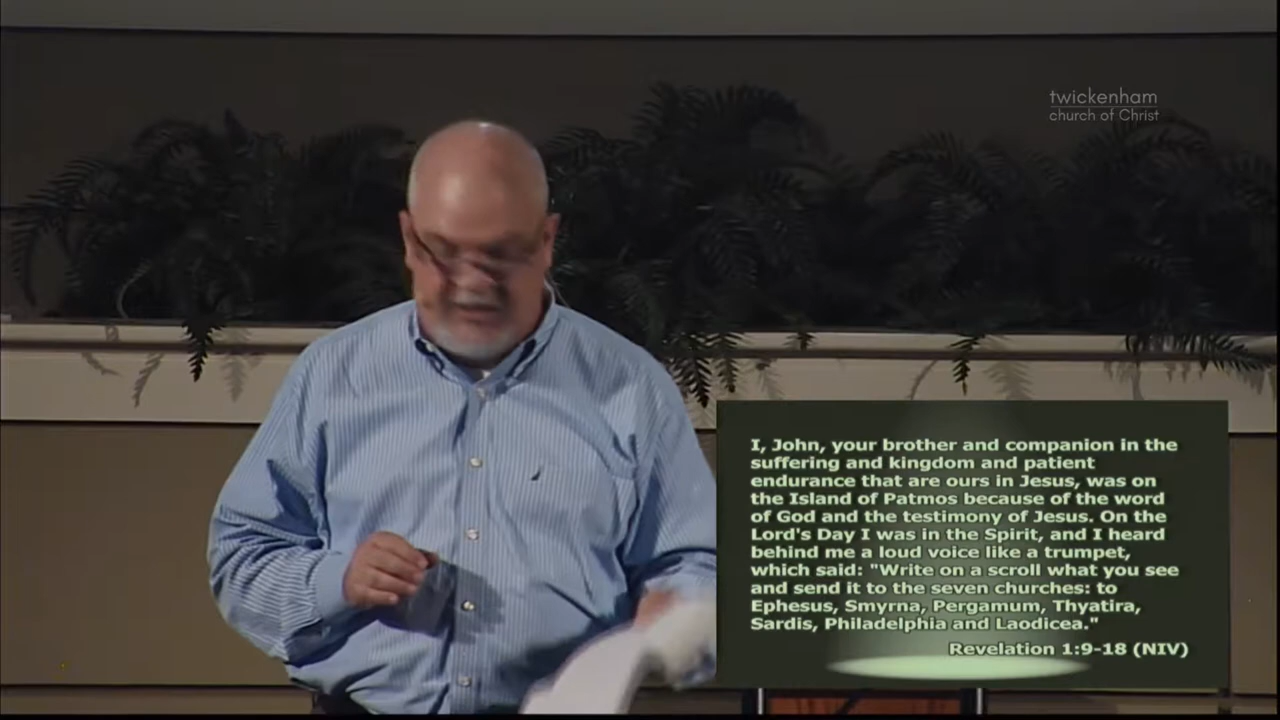 twickenham
church of Christ
I, John, your brother and companion in the
suffering and kingdom and patient
endurance that are ours in Jesus, was on
the Island of Patmos because of the word
of God and the testimony of Jesus. On the
Lord's Day I was in the Spirit, and I heard
behind me a loud voice like a trumpet,
which said: "Write on a scroll what you see
and send it to the seven churches: to
Ephesus, Smyrna, Pergamum, Thyatira,
Sardis, Philadelphia and Laodicea."
Revelation 1:9-18 (NIV)